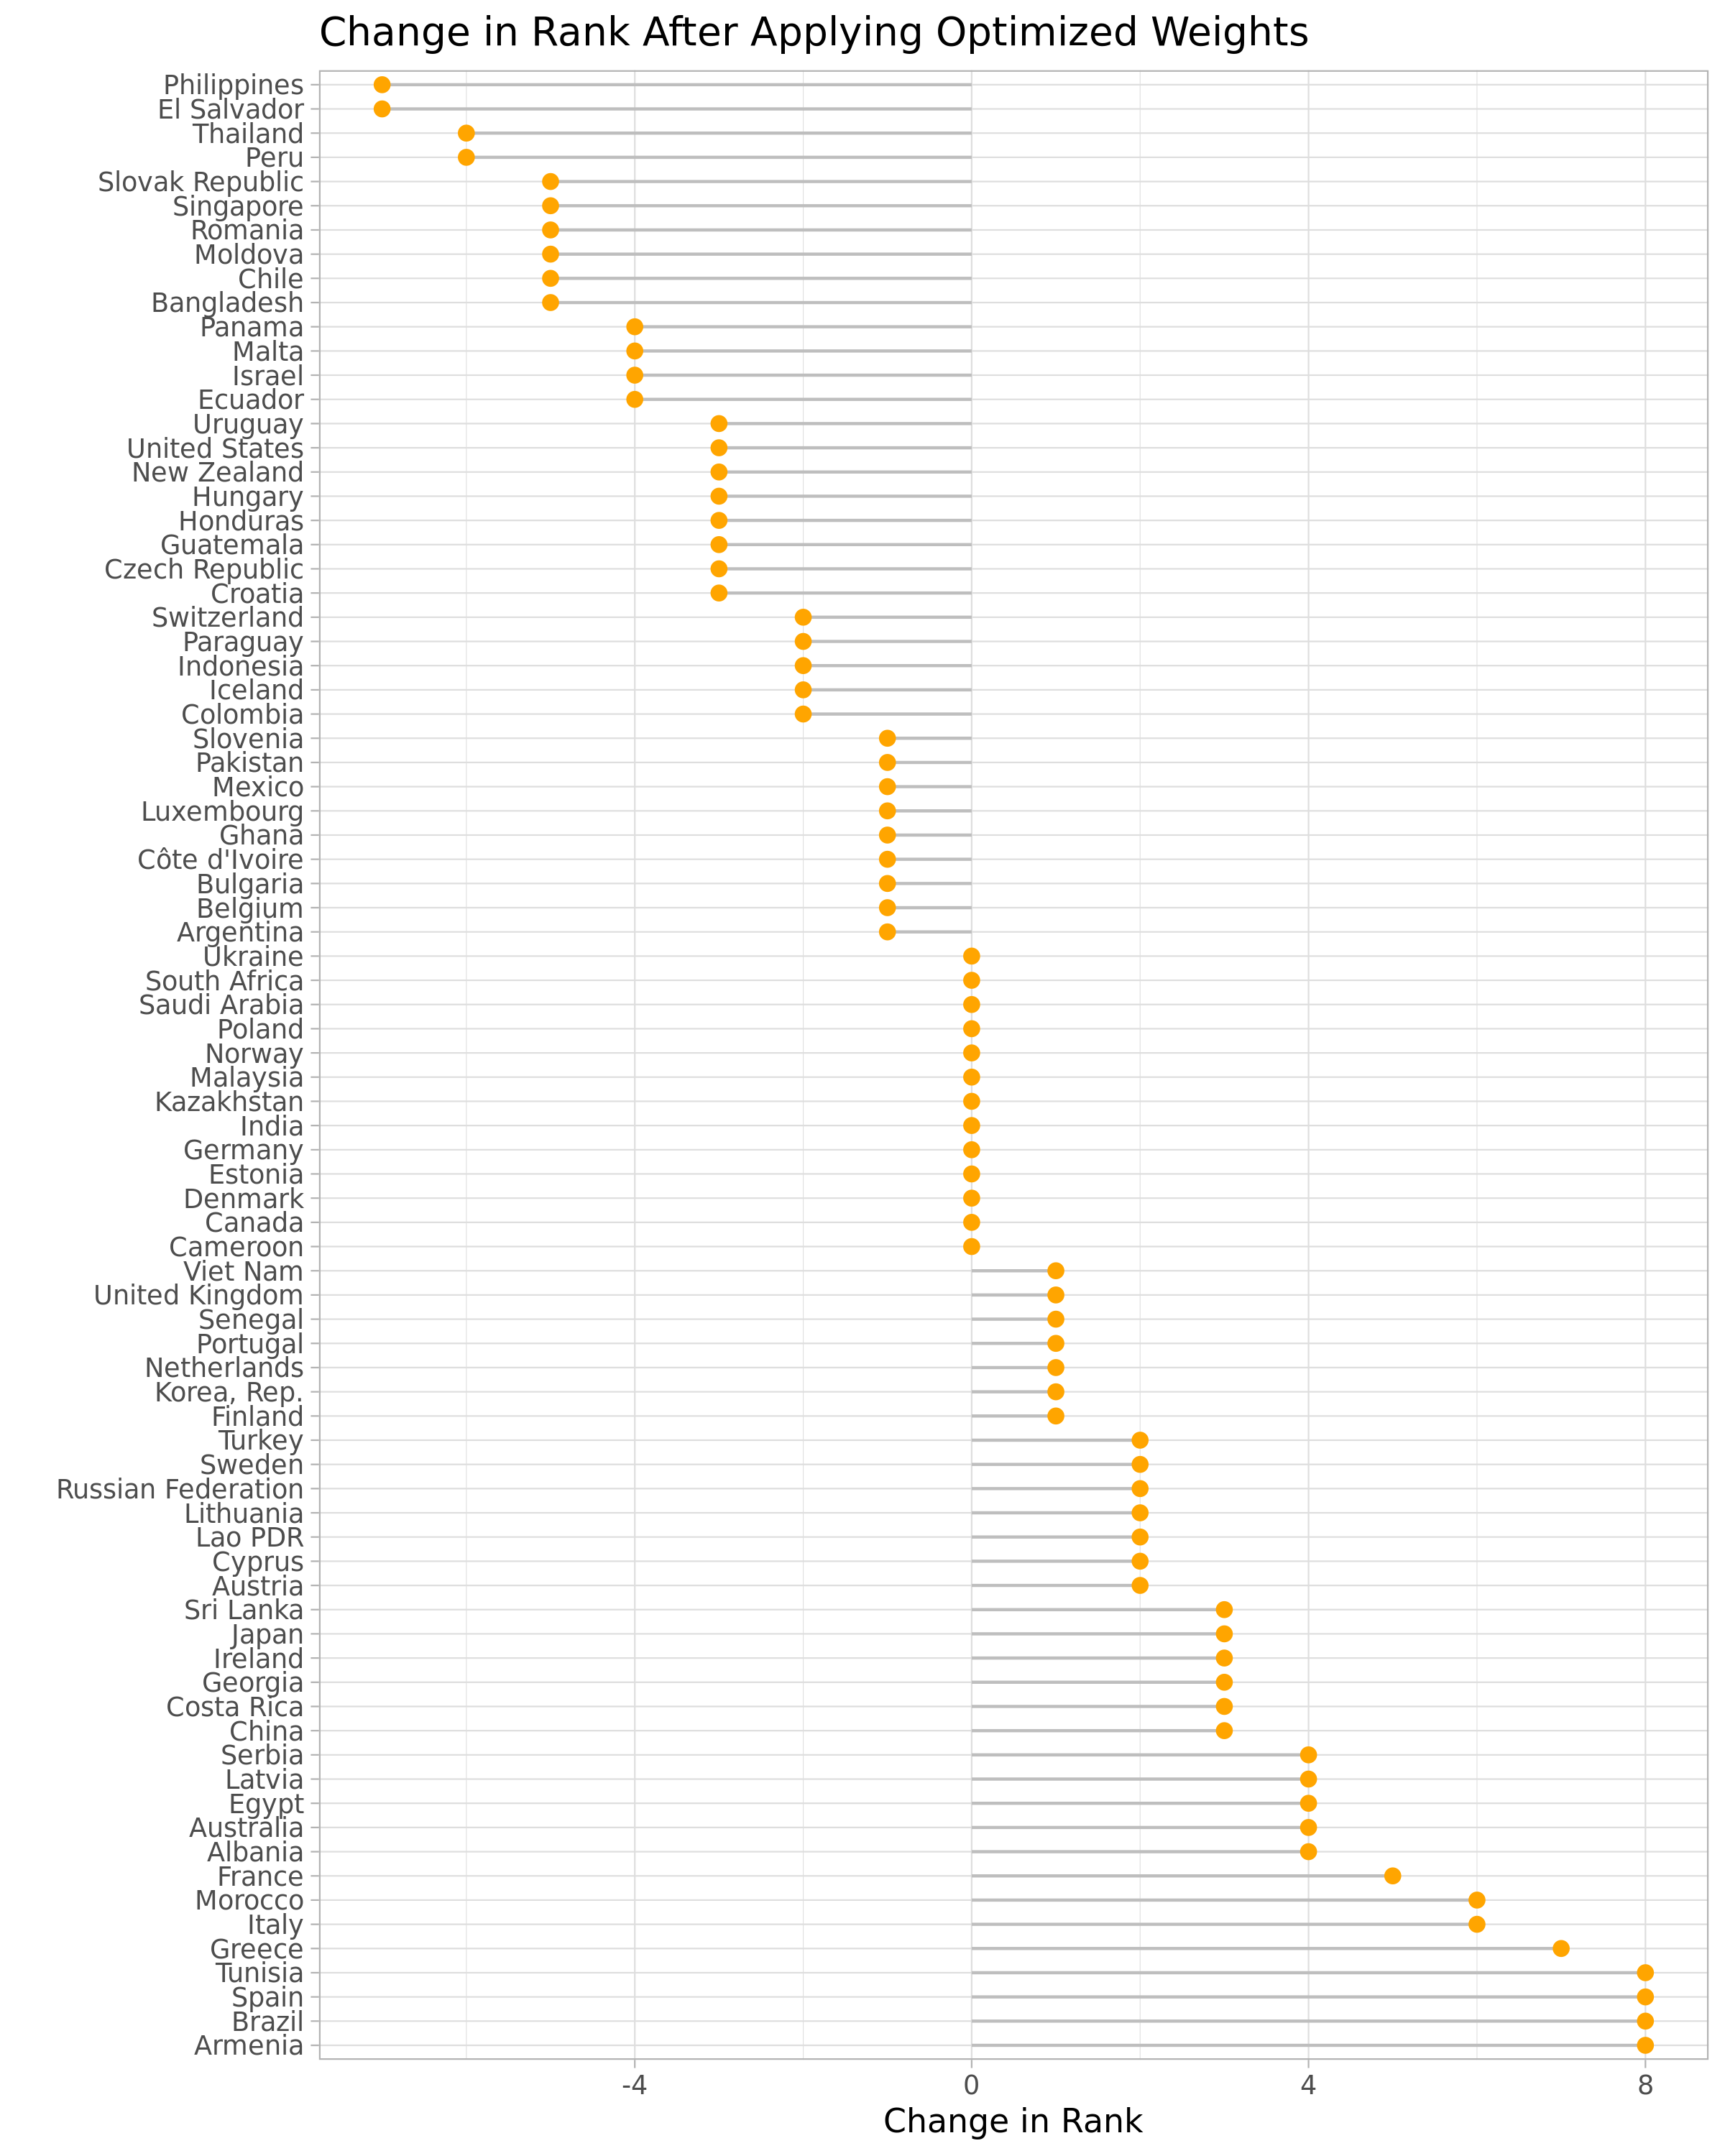 Change in Rank After Applying Optimized Weights
Philippines
El Salvador
Thailand
Peru
Slovak Republic
Singapore
Romania
Moldova
Chile
Bangladesh
Panama
Malta
Israel
Ecuador
Uruguay
United States
New Zealand
Hungary
Honduras
Guatemala
Czech Republic
Croatia
Switzerland
Paraguay
Indonesia
Iceland
Colombia
Slovenia
Pakistan
Mexico
Luxembourg
Ghana
Côte d'Ivoire
Bulgaria
Belgium
Argentina
Ukraine
South Africa
Saudi Arabia
Poland
Norway
Malaysia
Kazakhstan
India
Germany
Estonia
Denmark
Canada
Cameroon
Viet Nam
United Kingdom
Senegal
Portugal
Netherlands
Korea, Rep.
Finland
Turkey
Sweden
Russian Federation
Lithuania
Lao PDR
Cyprus
Austria
Sri Lanka
Japan
Ireland
Georgia
Costa Rica
China
Serbia
Latvia
Egypt
Australia
Albania
France
Morocco
Italy
Greece
Tunisia
Spain
Brazil
Armenia
-4 0 4 8
Change in Rank